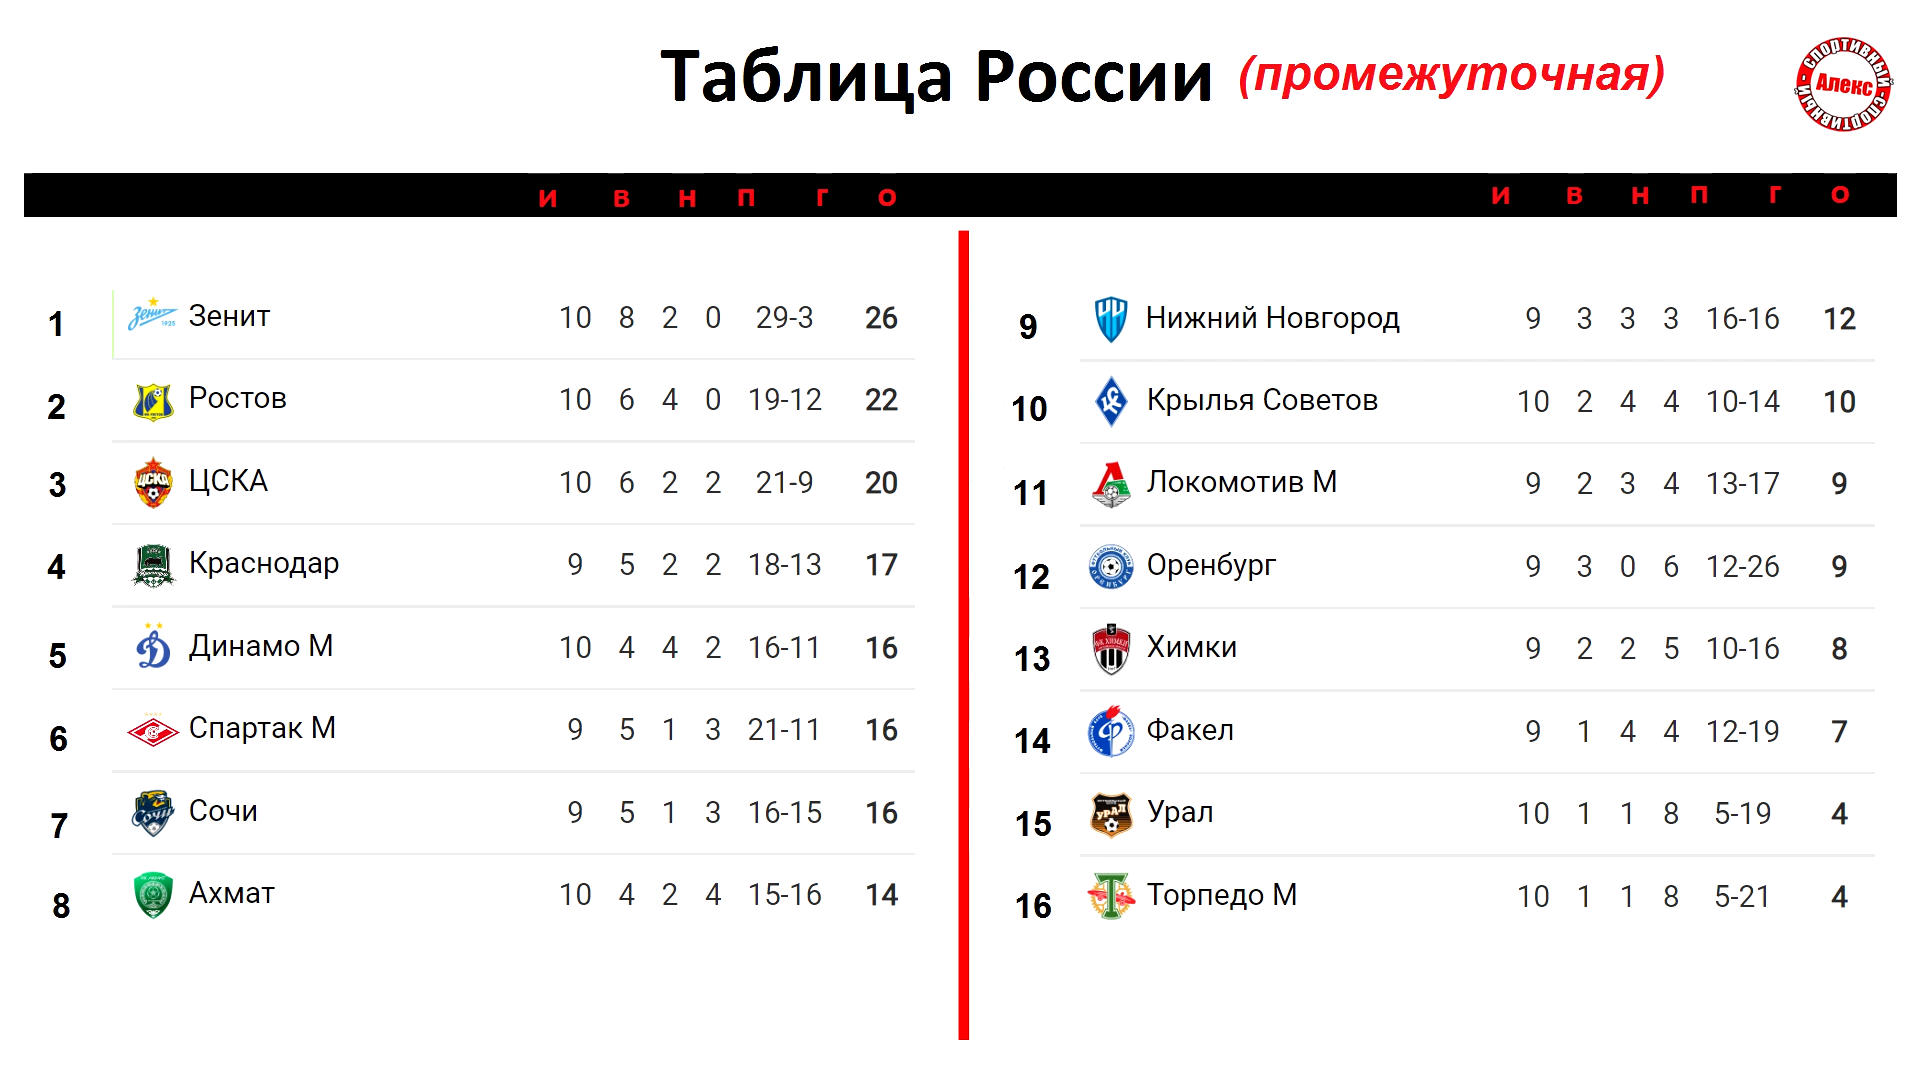 Таблица России (промежуточная)
СПОРТИВНЫЙ
Алекс
СПОРТИВНЫЙ
И В Н П Г О
1 Зенит 10 8 2 0 29-3 26
2 Ростов 10 6 4 0 19-12 22
3 ЦСКА 10 6 2 2 21-9 20
4 Краснодар 9 5 2 2 18-13 17
5 Динамо М 10 4 4 2 16-11 16
6 Спартак М 9 5 1 3 21-11 16
7 Сочи 9 5 1 3 16-15 16
8 Ахмат 10 4 2 4 15-16 14
И В Н П Г О
9 Нижний Новгород 9 3 3 3 16-16 12
10 Крылья Советов 10 2 4 4 10-14 10
11 Локомотив М 9 2 3 4 13-17 9
12 Оренбург 9 3 0 6 12-26 9
13 Химки 9 2 2 5 10-16 8
14 Факел 9 1 4 4 12-19 7
15 Урал 10 1 1 8 5-19 4
16 Торпедо М 10 1 1 8 5-21 4